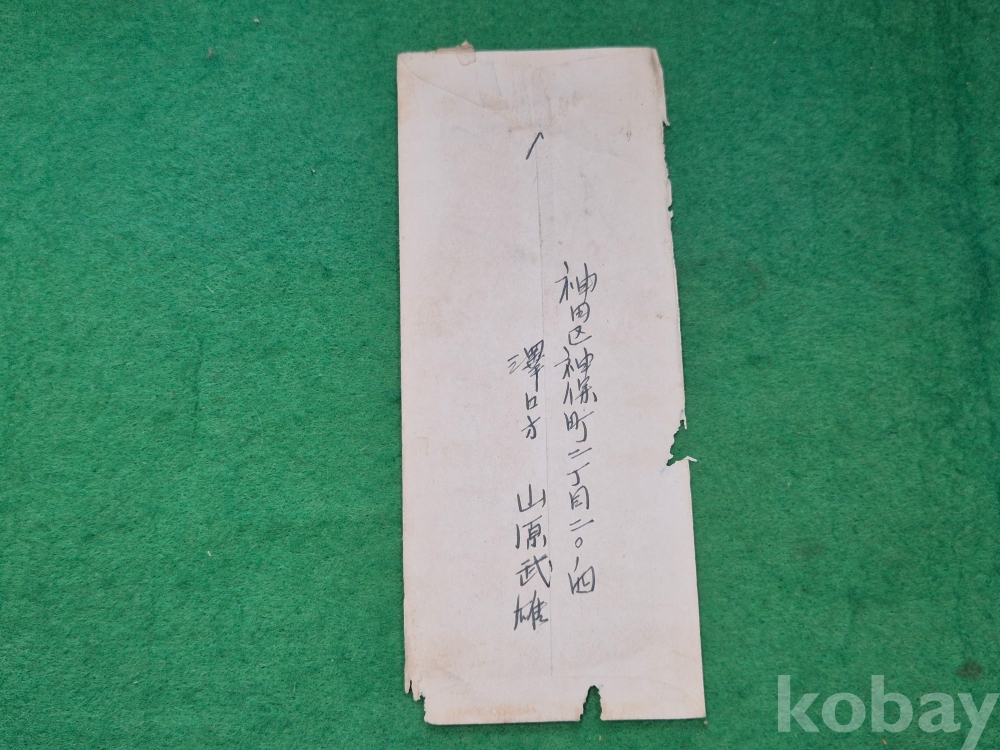 神田区神保町二丁目二〇、四
澤口方 山原武雄
kobay